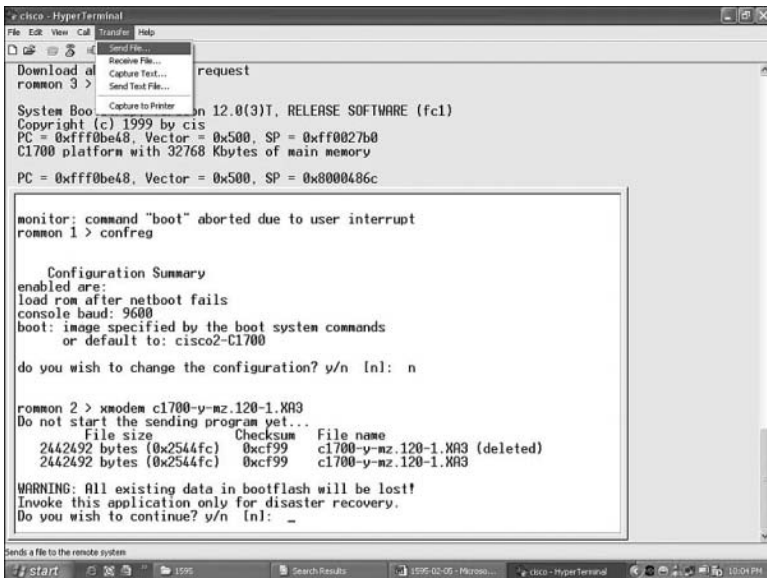 cisco - HyperTerminal
File Edit View Call Transfer Help
Send File...
Receive File...
Capture Text...
Send Text File...
Capture to Printer
Download a
request
rommon 3 >
System Boo
on 12.0(3)T, RELEASE SOFTWARE (fc1)
Copyright (c) 1999 by cis
PC = 0xfff0be48, Vector = 0x500, SP = 0xff0027b0
C1700 platform with 32768 Kbytes of main memory
PC = 0xfff0be48, Vector = 0x500, SP = 0x8000486c
monitor: command "boot" aborted due to user interrupt
rommon 1 > confreg
Configuration Summary
enabled are:
load rom after netboot fails
console baud: 9600
boot: image specified by the boot system commands
or default to: cisco2-C1700
do you wish to change the configuration? y/n [n]: n
rommon 2 > xmodem c1700-y-mz.120-1.XA3
Do not start the sending program yet...
File size Checksum File name
2442492 bytes (0x2544fc) 0xcf99 c1700-y-mz.120-1.XA3 (deleted)
2442492 bytes (0x2544fc) 0xcf99 c1700-y-mz.120-1.XA3
WARNING: All existing data in bootflash will be lost!
Invoke this application only for disaster recovery.
Do you wish to continue? y/n [n]: _
Sends a file to the remote system
start 1595 Search Results 1595-02-05 - Microso... cisco - HyperTerminal 10:04 PM